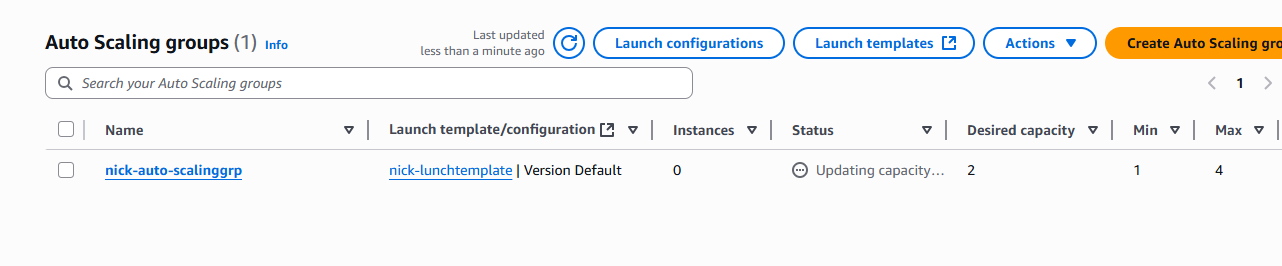 Auto Scaling groups (1) Info
Last updated
less than a minute ago
Launch configurations
Launch templates
Actions
Create Auto Scaling gro
Search your Auto Scaling groups
1
Name Launch template/configuration Instances Status Desired capacity Min Max
nick-auto-scalinggrp nick-lunchtemplate | Version Default 0 Updating capacity... 2 1 4